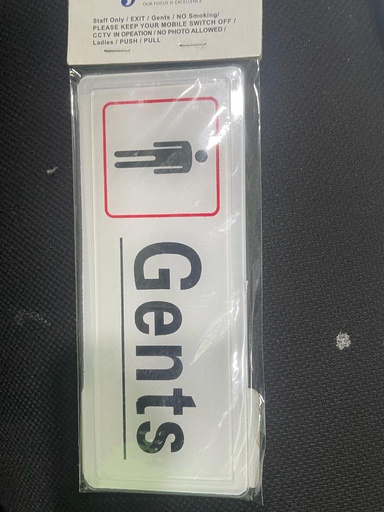 OUR FOCUS IS EXCELLENCE
Staff Only / EXIT / Gents / NO Smoking/
PLEASE KEEP YOUR MOBILE SWITCH OFF /
CCTV IN OPEATION / NO PHOTO ALLOWED /
Ladies / PUSH / PULL
Gents